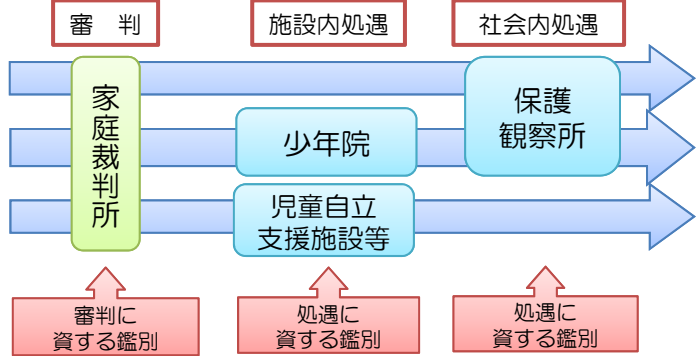 審　判
施設内処遇
社会内処遇
家庭裁判所
少年院
児童自立
支援施設等
保護
観察所
審判に
資する鑑別
処遇に
資する鑑別
処遇に
資する鑑別